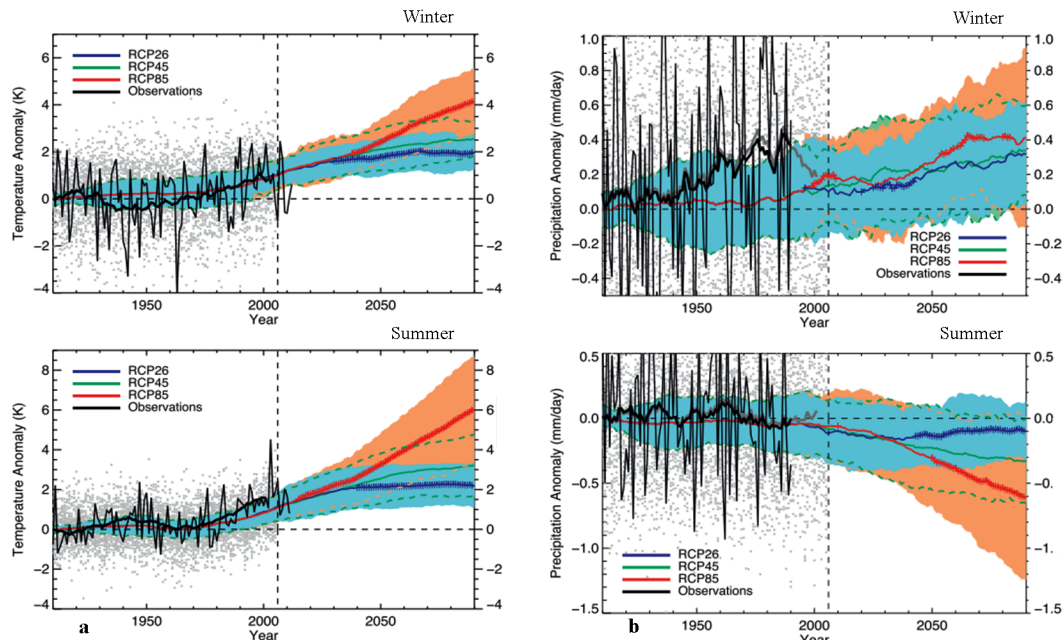 Winter
Temperature Anomaly (K)
6
4
2
0
−2
−4
6
4
2
0
−2
−4
RCP26
RCP45
RCP85
Observations
1950
2000
2050
Year
Winter
Precipitation Anomaly (mm/day)
1.0
0.8
0.6
0.4
0.2
0.0
−0.2
−0.4
1.0
0.8
0.6
0.4
0.2
0.0
−0.2
−0.4
RCP26
RCP45
RCP85
Observations
1950
2000
2050
Year
Summer
Temperature Anomaly (K)
8
6
4
2
0
−2
−4
8
6
4
2
0
−2
−4
RCP26
RCP45
RCP85
Observations
1950
2000
2050
Year
a
Summer
Precipitation Anomaly (mm/day)
0.5
0.0
−0.5
−1.0
−1.5
0.5
0.0
−0.
−1.
−1.5
RCP26
RCP45
RCP85
Observations
1950
2000
2050
Year
b